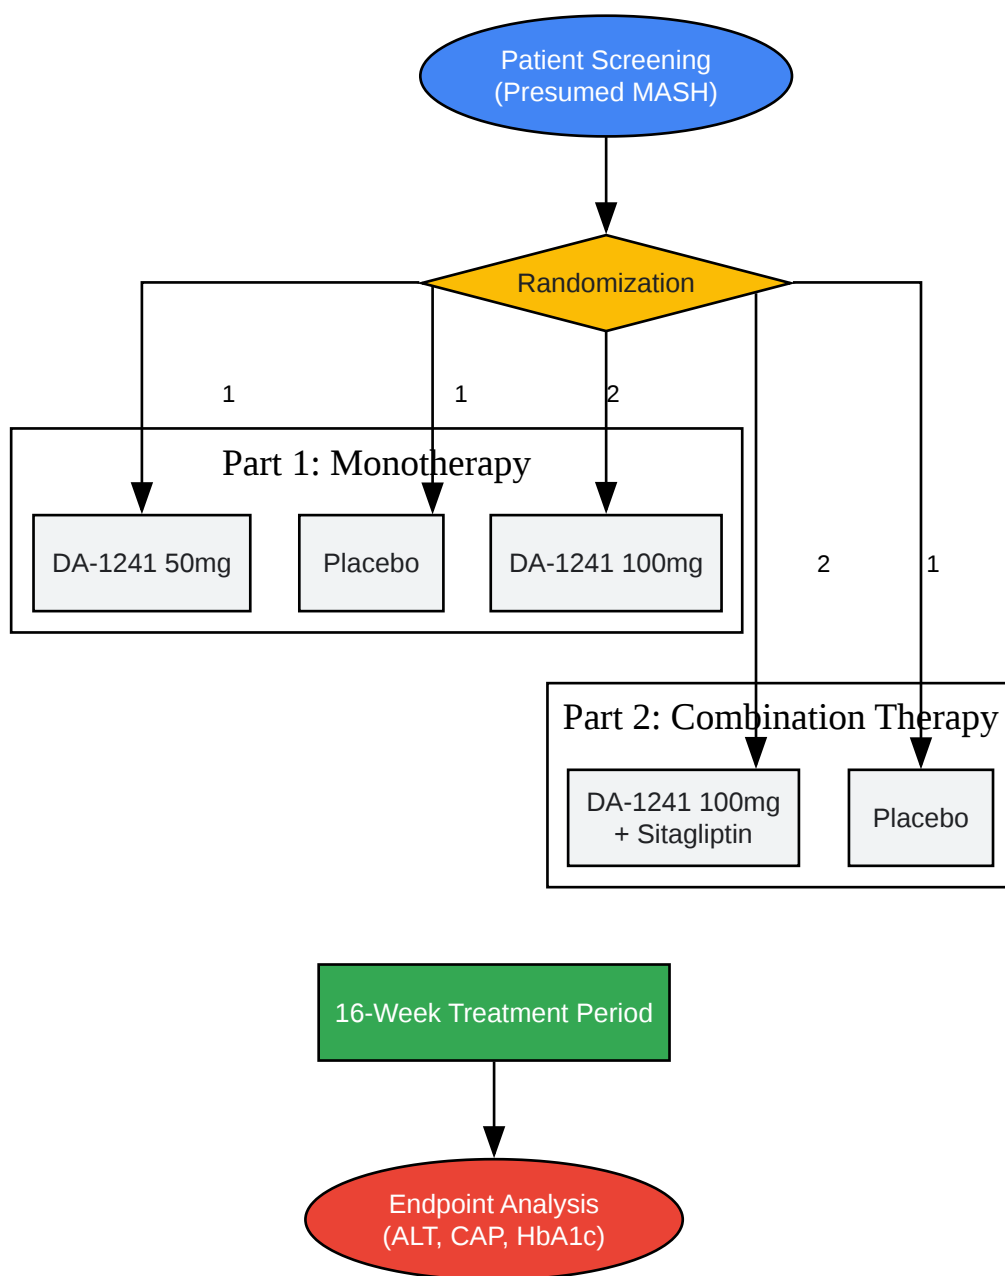 Patient Screening
(Presumed MASH)
Randomization
1
1
2
Part 1: Monotherapy
DA-1241 50mg
Placebo
DA-1241 100mg
2
1
Part 2: Combination Therapy
DA-1241 100mg
+ Sitagliptin
Placebo
16-Week Treatment Period
Endpoint Analysis
(ALT, CAP, HbA1c)